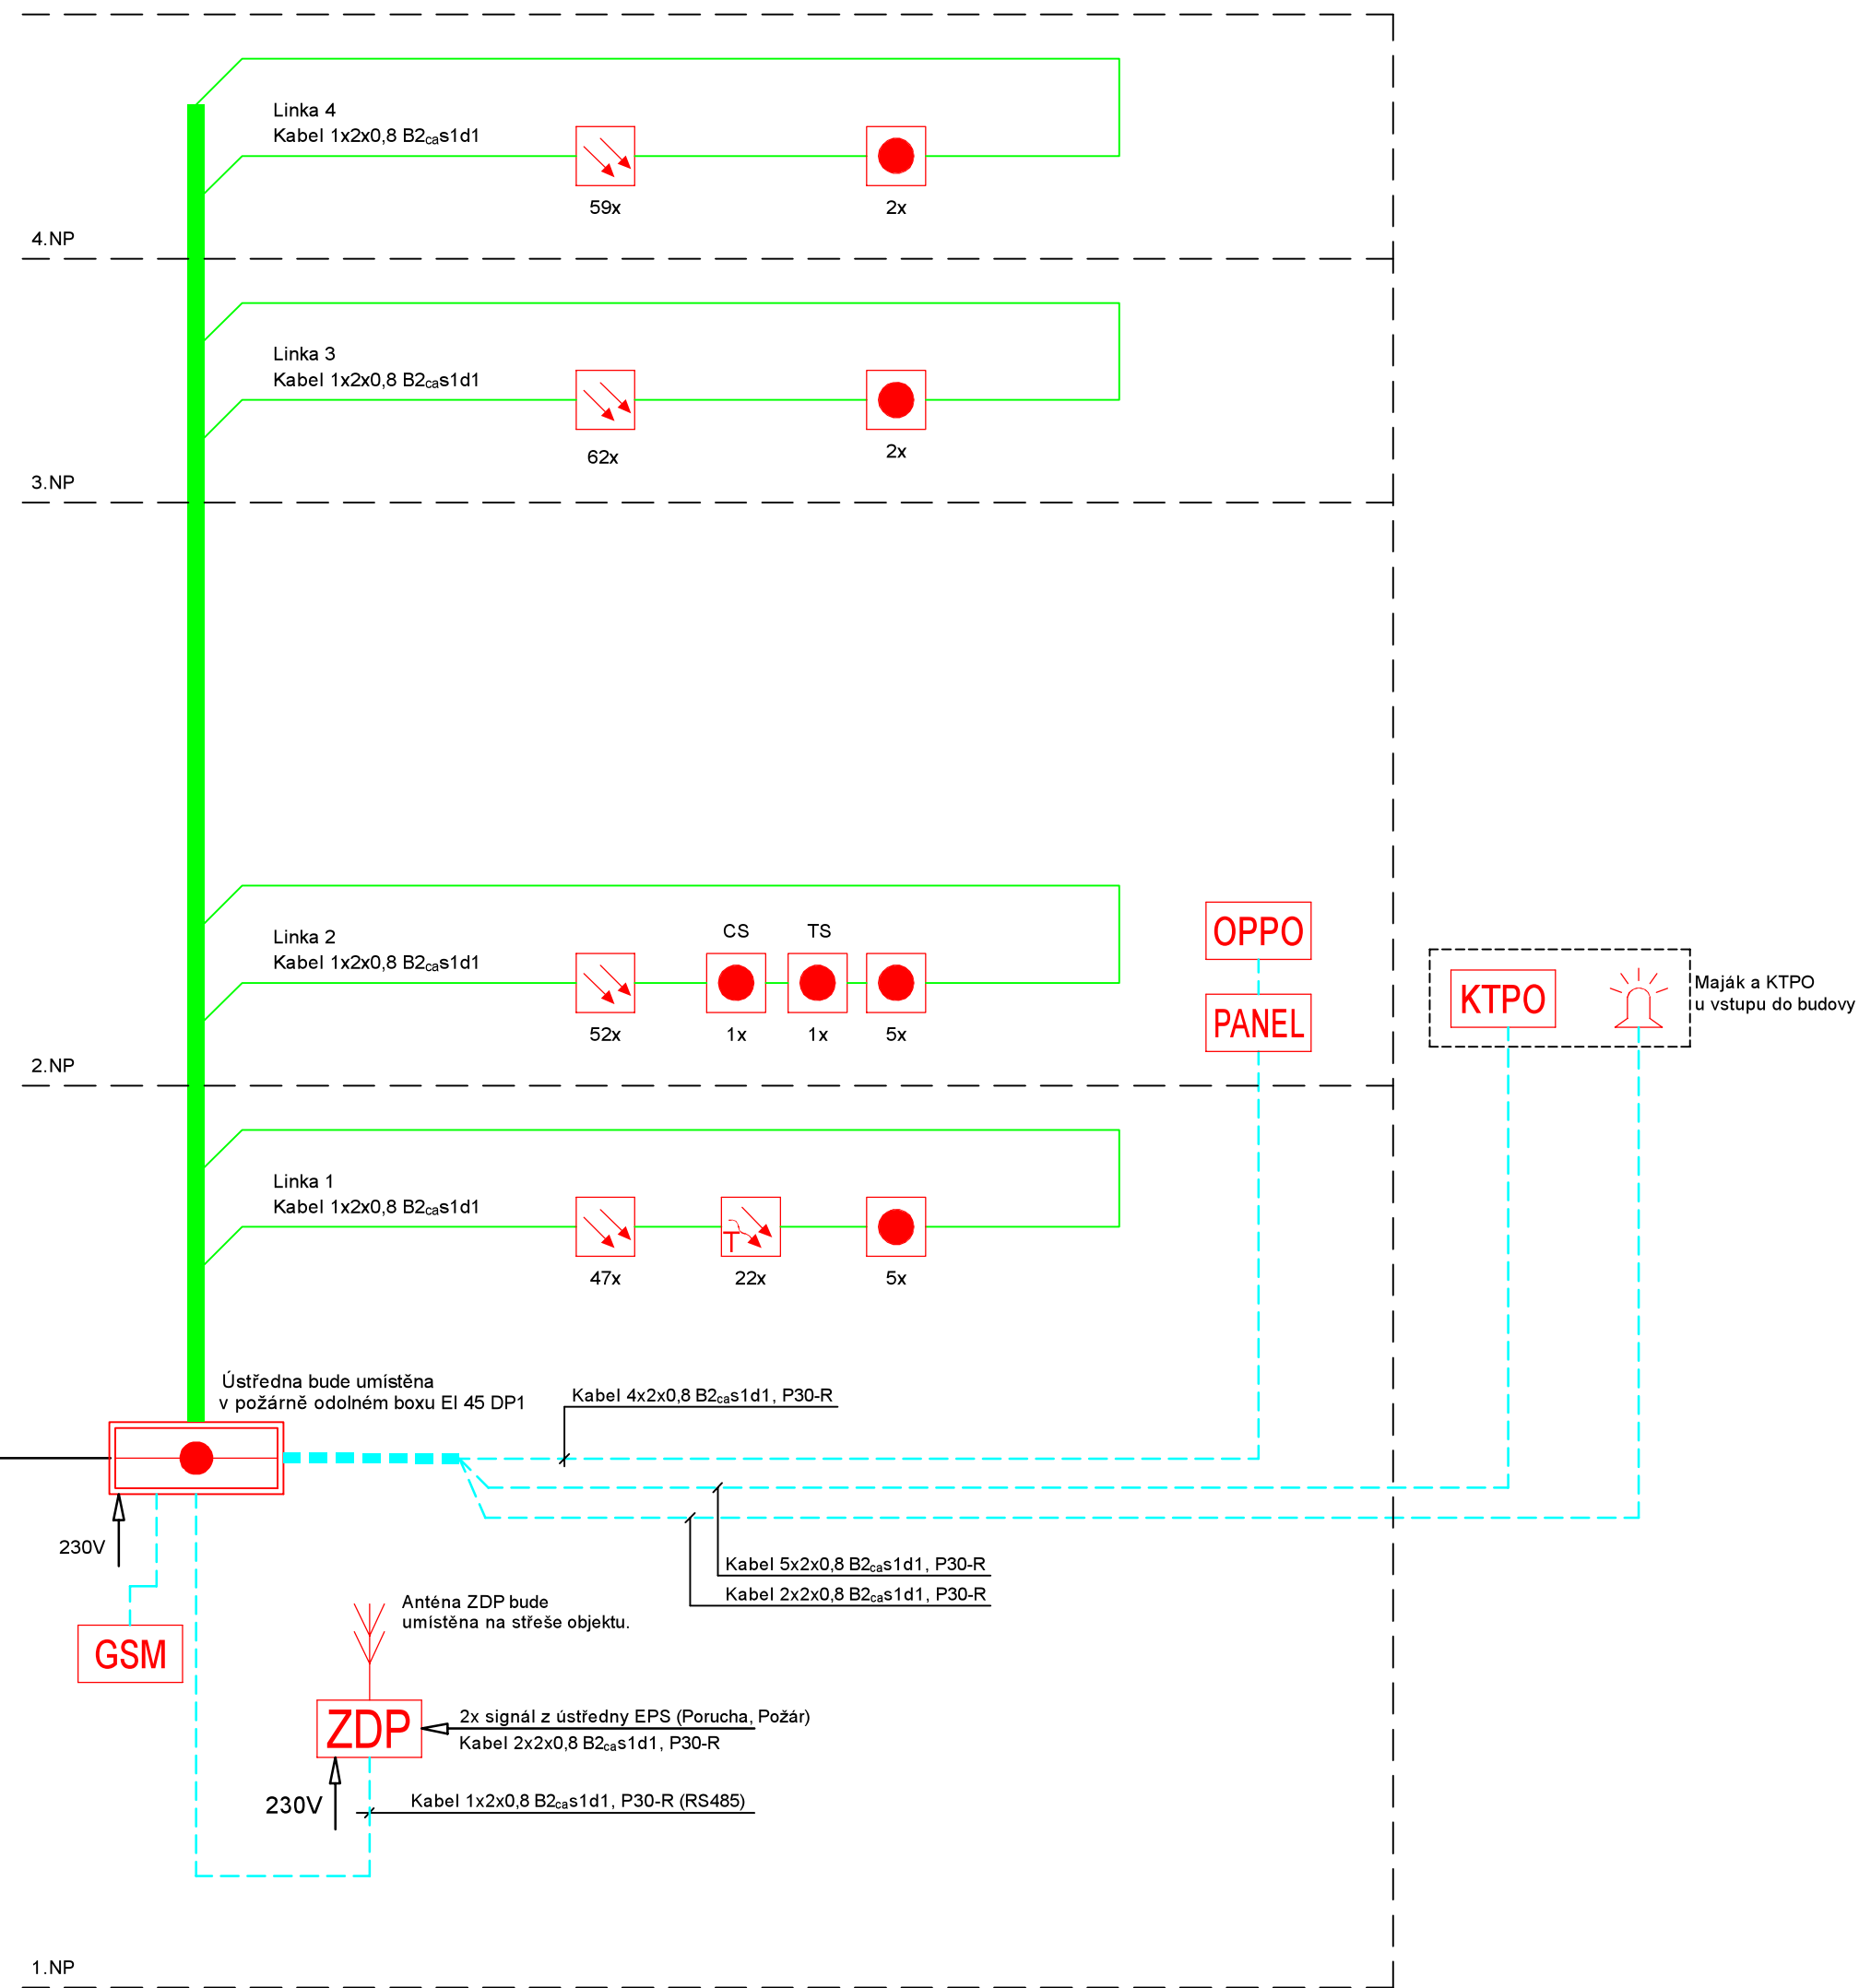 Linka 4
Kabel 1x2x0,8 B2cas1d1
59x
2x
4.NP
Linka 3
Kabel 1x2x0,8 B2cas1d1
62x
2x
3.NP
OPPO
CS
TS
Linka 2
Kabel 1x2x0,8 B2cas1d1
52x
1x
1x
5x
PANEL
KTPO
Maják a KTPO
u vstupu do budovy
2.NP
Linka 1
Kabel 1x2x0,8 B2cas1d1
T
47x
22x
5x
Ústředna bude umístěna
v požárně odolném boxu EI 45 DP1
Kabel 4x2x0,8 B2cas1d1, P30-R
230V
Kabel 5x2x0,8 B2cas1d1, P30-R
Kabel 2x2x0,8 B2cas1d1, P30-R
Anténa ZDP bude
umístěna na střeše objektu.
GSM
ZDP
2x signál z ústředny EPS (Porucha, Požár)
Kabel 2x2x0,8 B2cas1d1, P30-R
230V
Kabel 1x2x0,8 B2cas1d1, P30-R (RS485)
1.NP